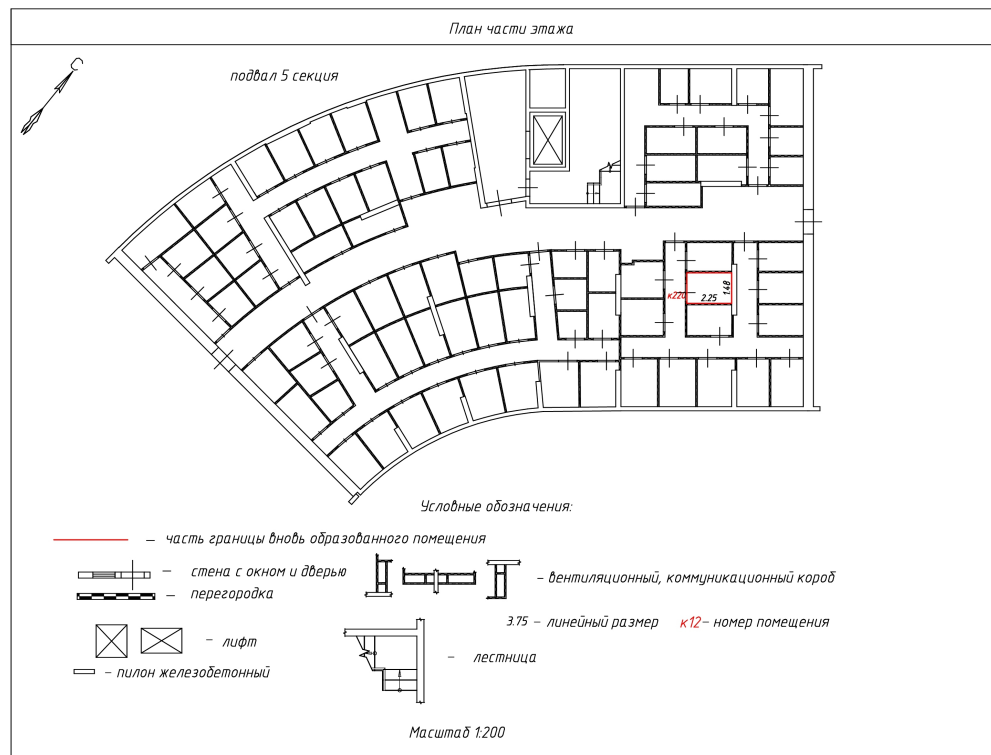 План части этажа
С
подвал 5 секция
к220
2.25
1.48
Условные обозначения:
– часть границы вновь образованного помещения
– стена с окном и дверью
– перегородка
– вентиляционный, коммуникационный короб
3.75 – линейный размер к12 – номер помещения
– лифт
– лестница
– пилон железобетонный
Масштаб 1:200